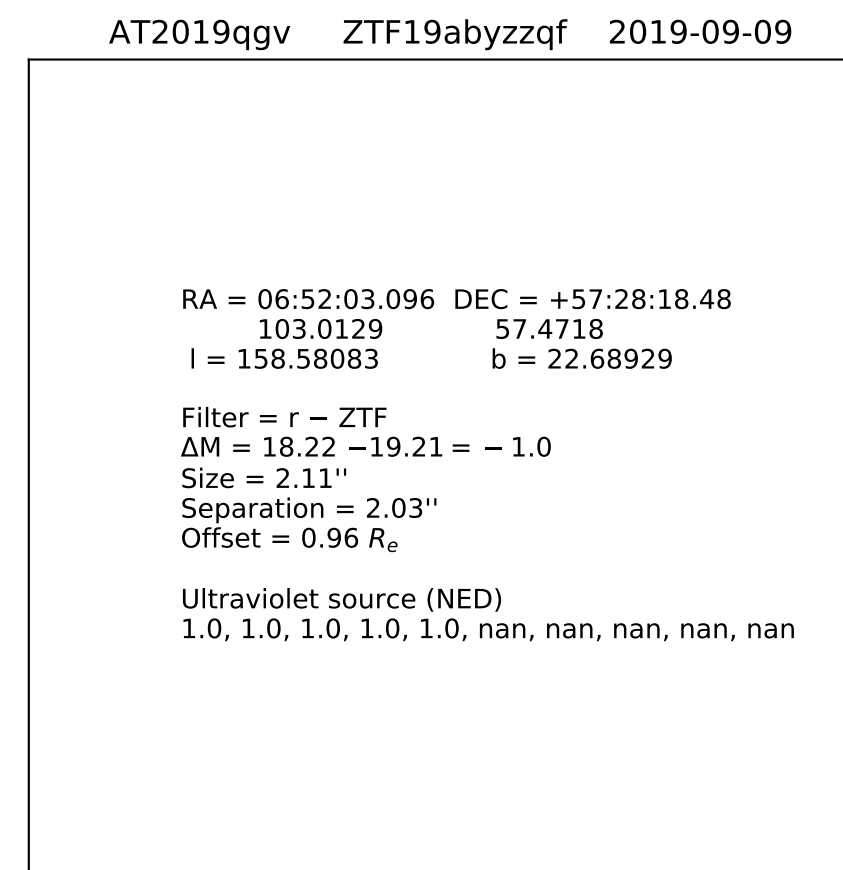 AT2019qgv ZTF19abyzzqf 2019-09-09
RA = 06:52:03.096 DEC = +57:28:18.48
103.0129 57.4718
l = 158.58083 b = 22.68929
Filter = r − ZTF
ΔM = 18.22 −19.21 = − 1.0
Size = 2.11''
Separation = 2.03''
Offset = 0.96 Re
Ultraviolet source (NED)
1.0, 1.0, 1.0, 1.0, 1.0, nan, nan, nan, nan, nan